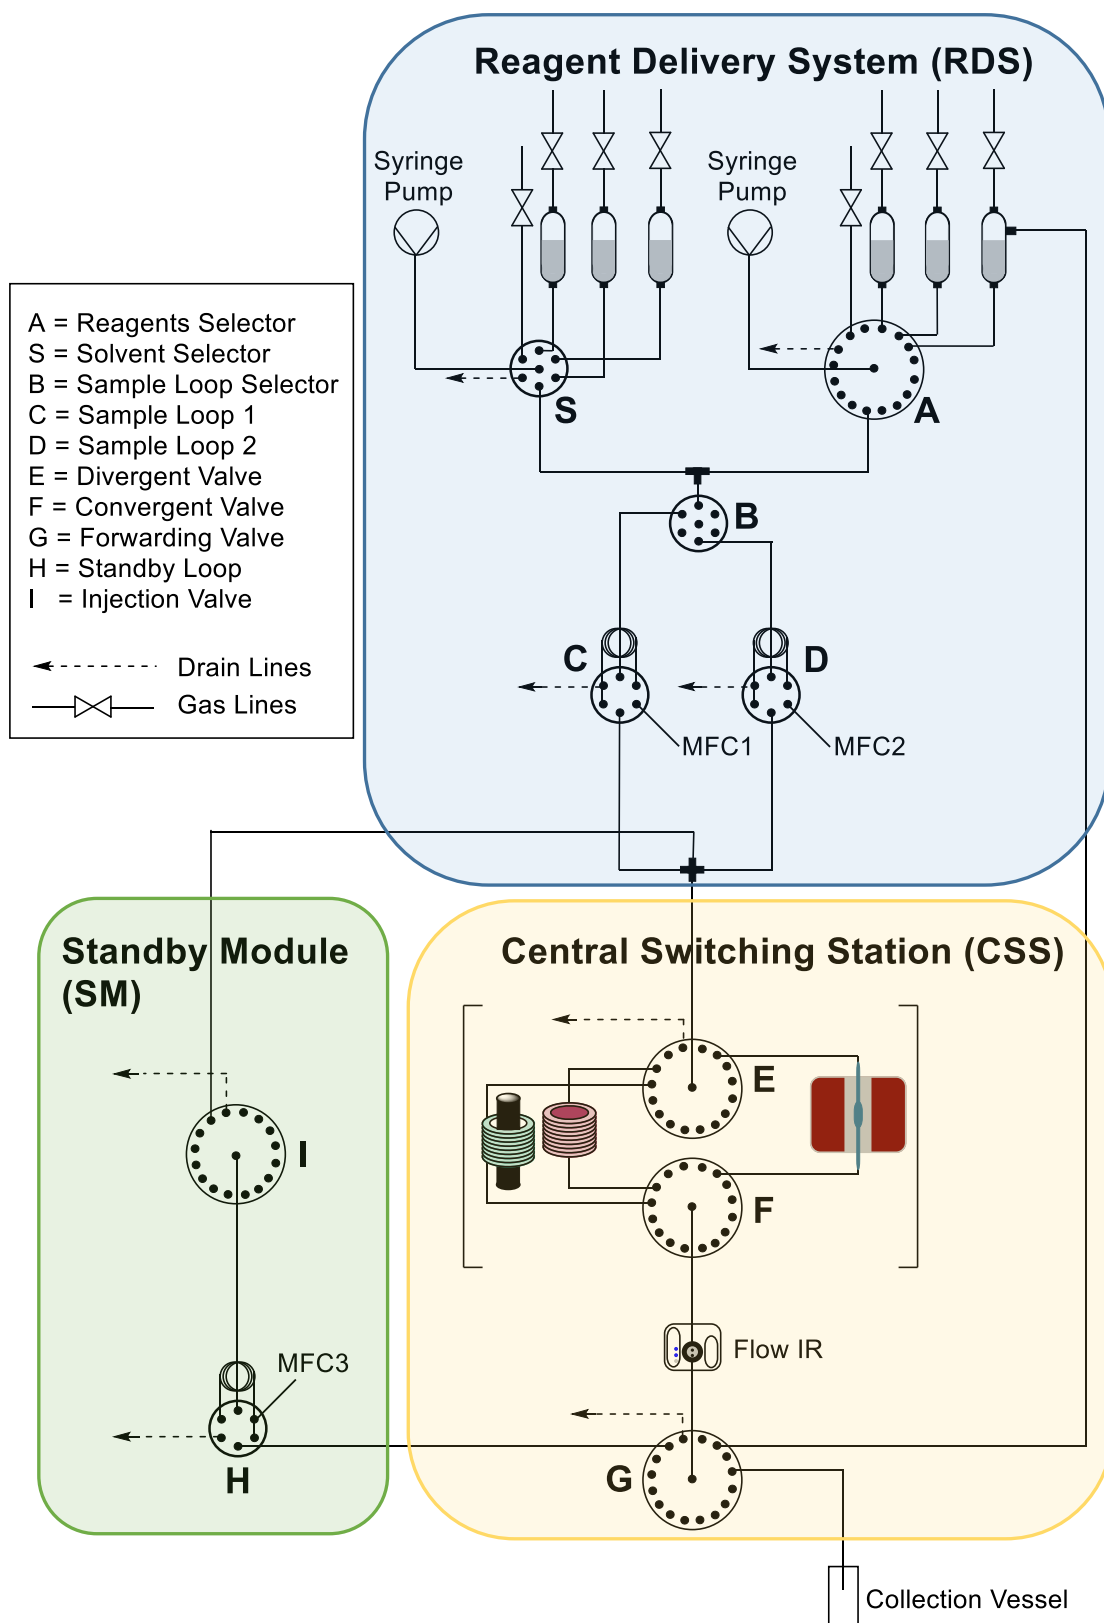 Reagent Delivery System (RDS)
Syringe
Pump
Syringe
Pump
A = Reagents Selector
S = Solvent Selector
B = Sample Loop Selector
C = Sample Loop 1
D = Sample Loop 2
E = Divergent Valve
F = Convergent Valve
G = Forwarding Valve
H = Standby Loop
I = Injection Valve
Drain Lines
Gas Lines
S
A
B
C
D
MFC1
MFC2
Standby Module
(SM)
Central Switching Station (CSS)
E
I
F
Flow IR
MFC3
H
G
Collection Vessel